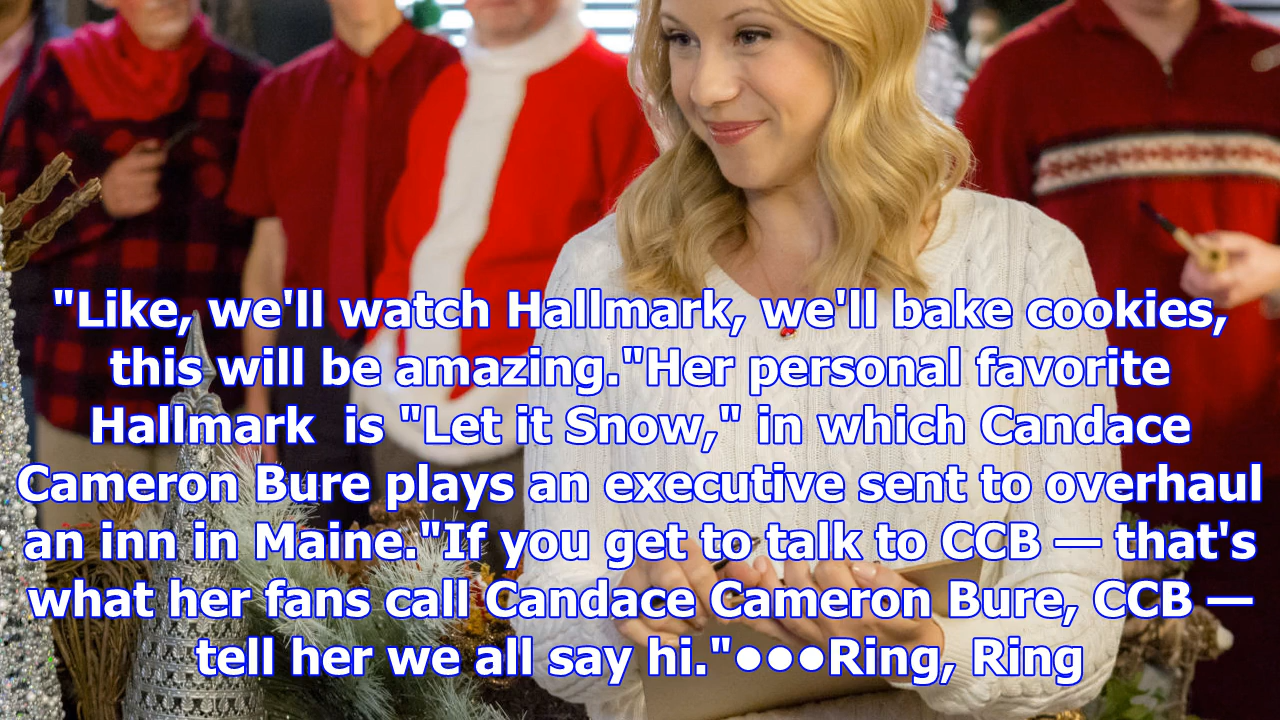 "Like, we'll watch Hallmark, we'll bake cookies,
this will be amazing."Her personal favorite
Hallmark  is "Let it Snow," in which Candace
Cameron Bure plays an executive sent to overhaul
an inn in Maine."If you get to talk to CCB — that's
what her fans call Candace Cameron Bure, CCB —
tell her we all say hi."●●●Ring, Ring